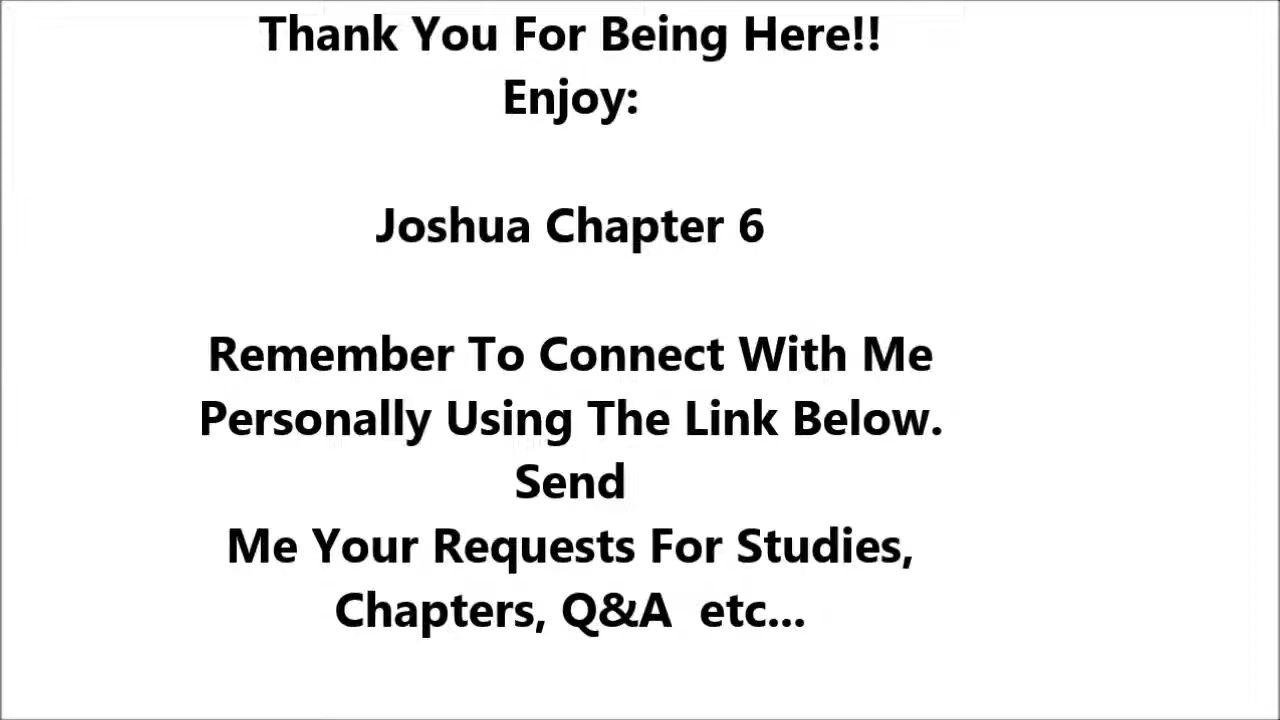 Thank You For Being Here!!
Enjoy:
Joshua Chapter 6
Remember To Connect With Me
Personally Using The Link Below.
Send
Me Your Requests For Studies,
Chapters, Q&A  etc...